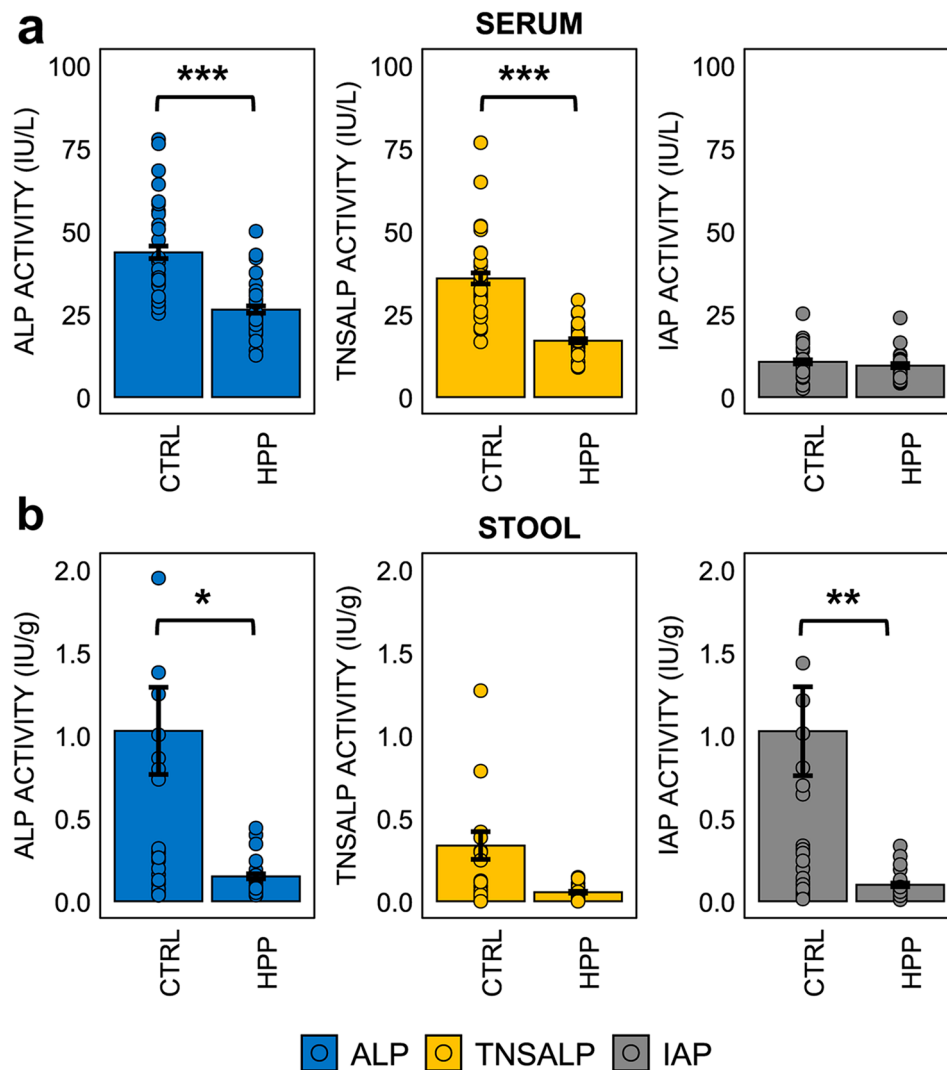 a
SERUM
ALP ACTIVITY (IU/L)
100
75
50
25
0
***
CTRL
HPP
TNSALP ACTIVITY (IU/L)
100
75
50
25
0
***
CTRL
HPP
IAP ACTIVITY (IU/L)
100
75
50
25
0
CTRL
HPP
b
STOOL
ALP ACTIVITY (IU/g)
2.0
1.5
1.0
0.5
0.0
*
CTRL
HPP
TNSALP ACTIVITY (IU/g)
2.0
1.5
1.0
0.5
0.0
CTRL
HPP
IAP ACTIVITY (IU/g)
2.0
1.5
1.0
0.5
0.0
**
CTRL
HPP
ALP
TNSALP
IAP